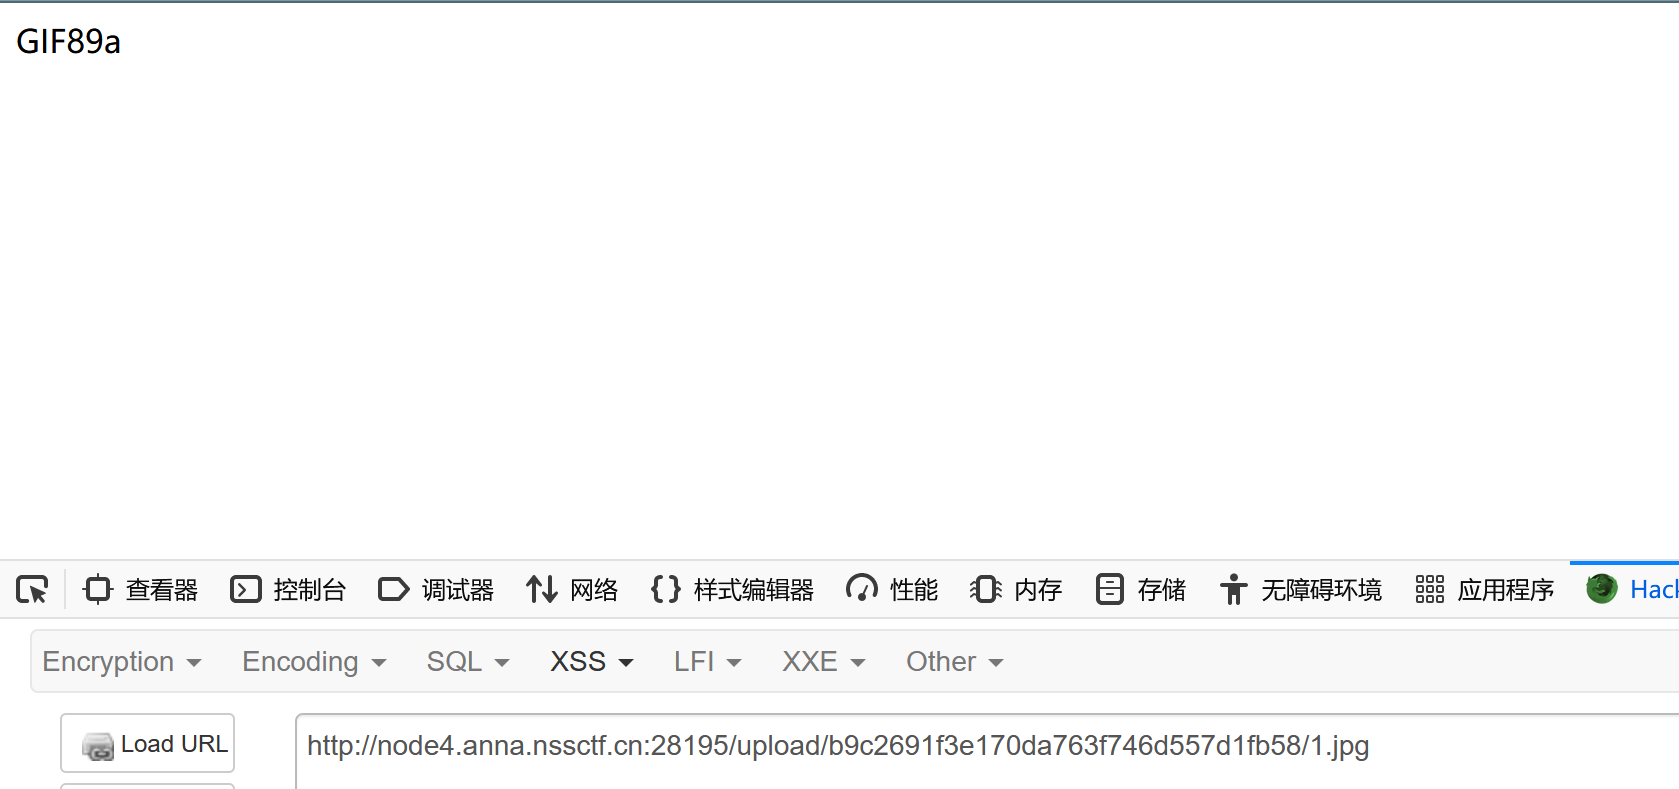 GIF89a
查看器 控制台 调试器 网络 {} 样式编辑器 性能 内存 存储 无障碍环境 应用程序 Hack
Encryption Encoding SQL XSS LFI XXE Other
Load URL http://node4.anna.nssctf.cn:28195/upload/b9c2691f3e170da763f746d557d1fb58/1.jpg